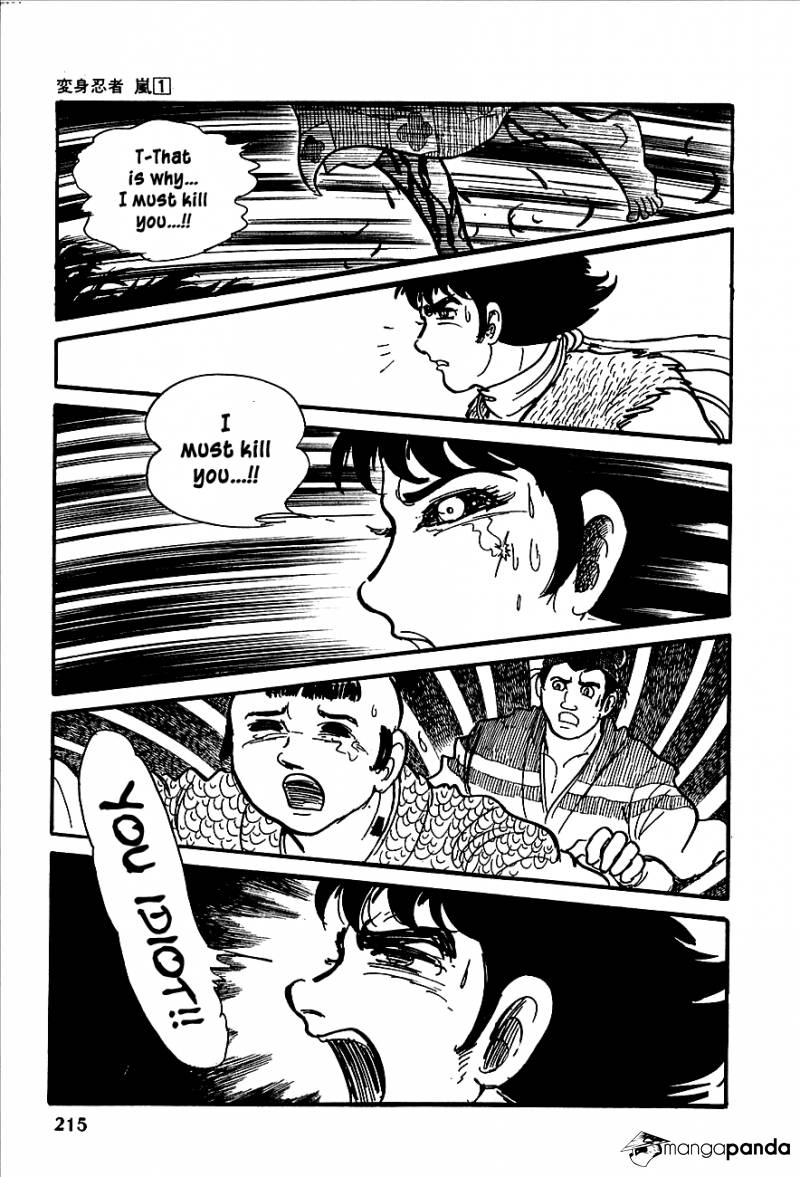 変身忍者 嵐1
T-That
is why...
I must kill
you...!!
I
must kill
you...!!
YOU IDIOT!!
215
mangapanda